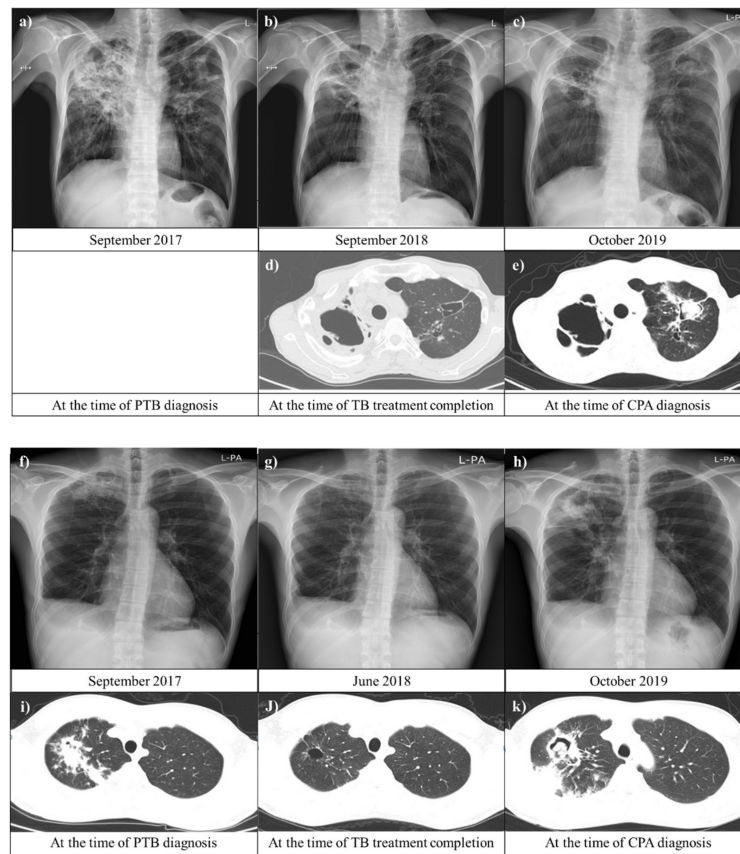 a)
L
b)
L
c)
L-PA
September 2017
September 2018
October 2019
d)
e)
At the time of PTB diagnosis
At the time of TB treatment completion
At the time of CPA diagnosis
f)
L-PA
g)
L-PA
h)
L-PA
September 2017
June 2018
October 2019
i)
J)
k)
At the time of PTB diagnosis
At the time of TB treatment completion
At the time of CPA diagnosis